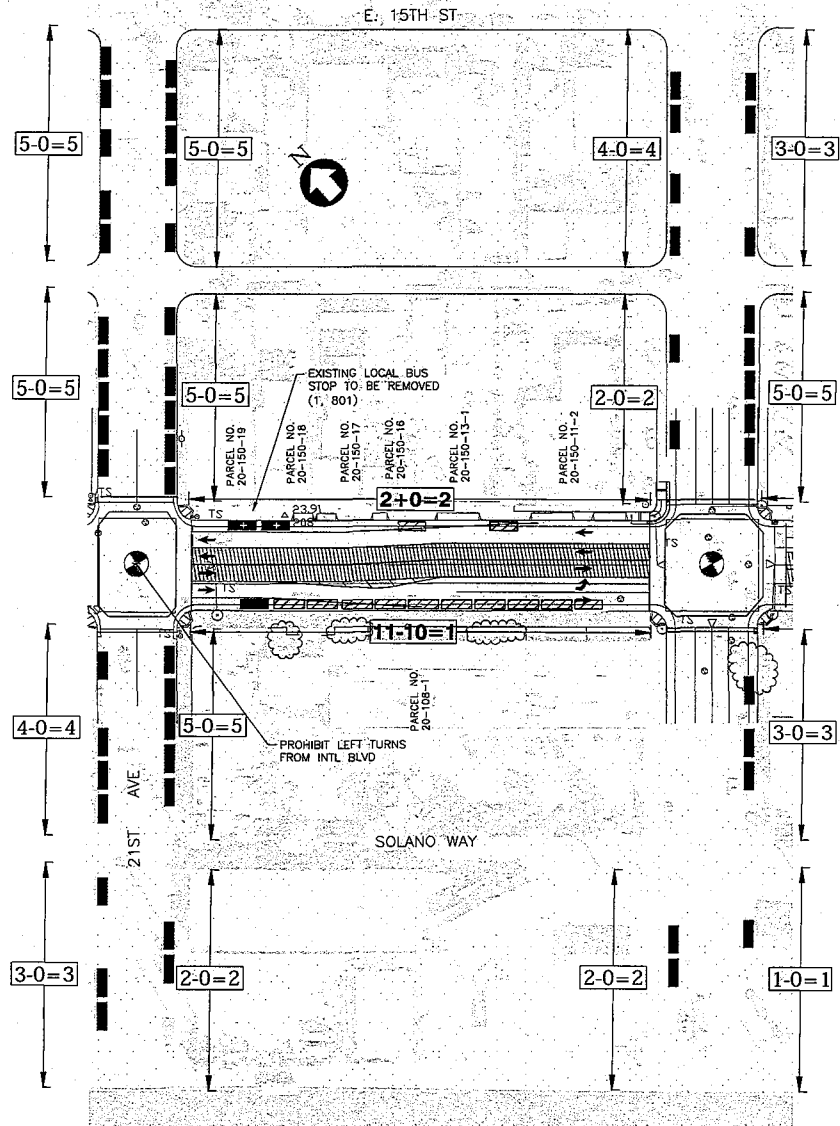 E. 15TH ST
5-0=5
5-0=5
4-0=4
3-0=3
N
5-0=5
5-0=5
2-0=2
5-0=5
EXISTING LOCAL BUS
STOP TO BE REMOVED
(1, 801)
PARCEL NO.
20-150-19
PARCEL NO.
20-150-18
PARCEL NO.
20-150-17
PARCEL NO.
20-150-16
PARCEL NO.
20-150-13-1
PARCEL NO.
20-150-11-2
2+0=2
TS
TS
TS
TS
11-10=1
4-0=4
5-0=5
PARCEL NO.
20-108-1
3-0=3
PROHIBIT LEFT TURNS
FROM INTL BLVD
21ST AVE
SOLANO WAY
3-0=3
2-0=2
2-0=2
1-0=1